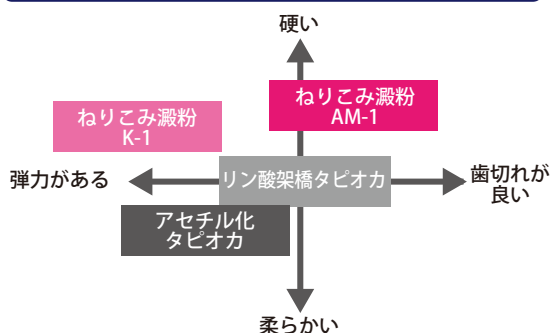 硬い
ねりこみ澱粉
AM-1
ねりこみ澱粉
K-1
弾力がある
リン酸架橋タピオカ
歯切れが
良い
アセチル化
タピオカ
柔らかい